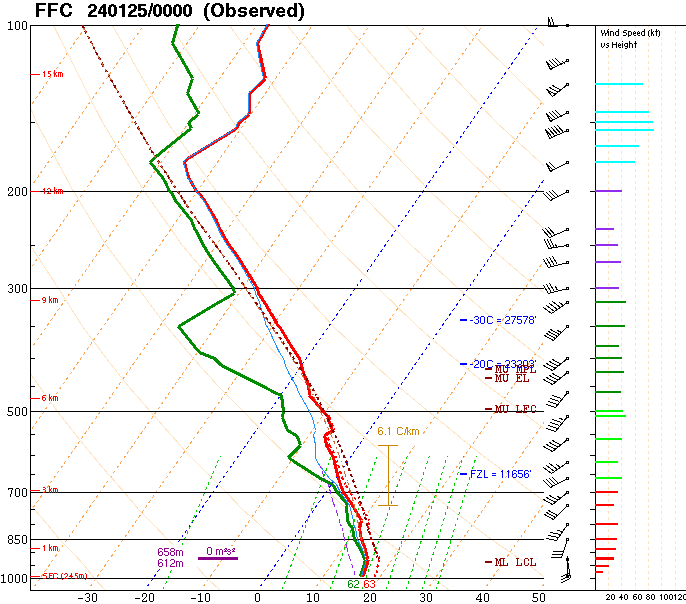 FFC 240125/0000 (Observed)
100
Wind Speed (kt)
vs Height
15 km
12 km
200
300
9 km
-30C = 27578'
-20C = 23203'
MU MPL
MU EL
6 km
500
MU LFC
6.1 C/km
FZL = 11656'
700
3 km
850
1 km
658m
612m
0 m²s²
ML LCL
1000
SFC (245m)
62 63
-30 -20 -10 0 10 20 30 40 50
20 40 60 80 100 120